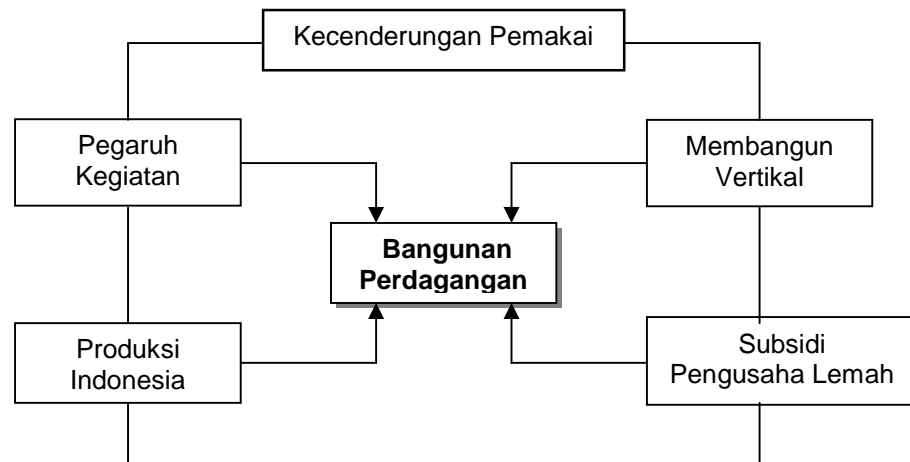 Kecenderungan Pemakai
Pegaruh
Kegiatan
Membangun
Vertikal
Bangunan
Perdagangan
Produksi
Indonesia
Subsidi
Pengusaha Lemah